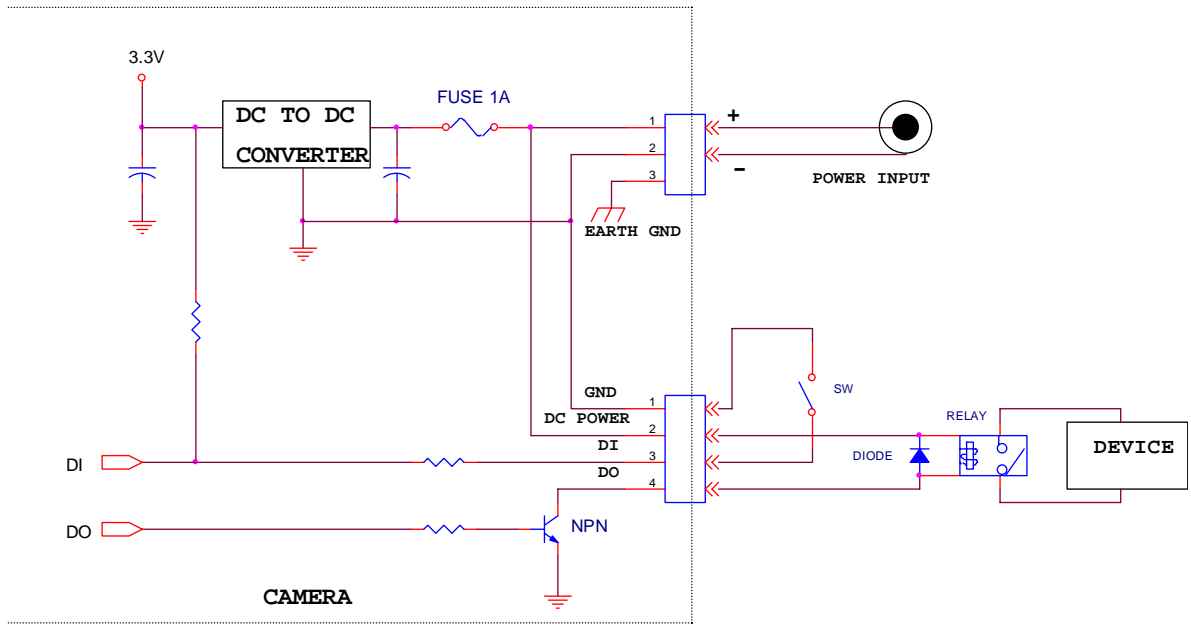 3.3V
FUSE 1A
DC TO DC
CONVERTER
1
2
3
+
-
POWER INPUT
EARTH GND
GND
1
DC POWER
2
DI
3
DO
4
SW
RELAY
DIODE
DEVICE
DI
DO
NPN
CAMERA